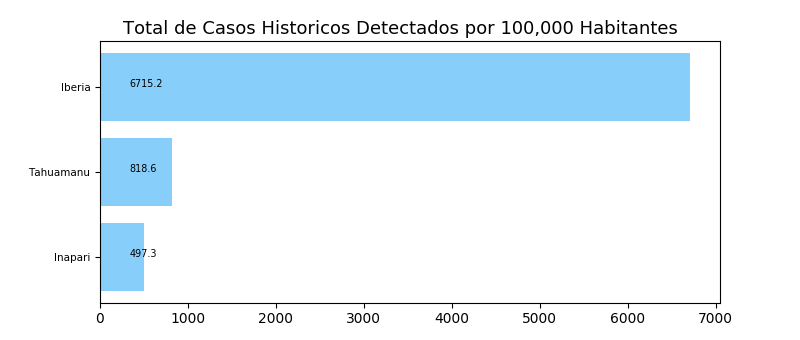 Total de Casos Historicos Detectados por 100,000 Habitantes
Iberia
6715.2
Tahuamanu
818.6
Inapari
497.3
0 1000 2000 3000 4000 5000 6000 7000